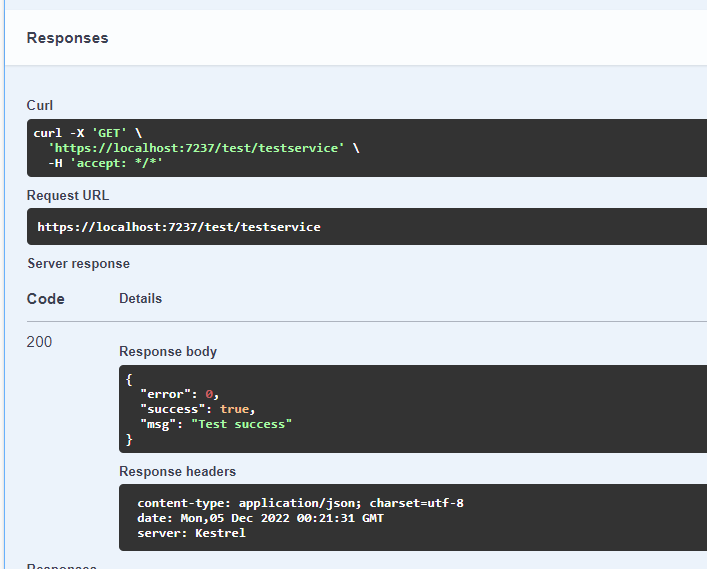 Responses
Curl
curl -X 'GET' \
  'https://localhost:7237/test/testservice' \
  -H 'accept: */*'
Request URL
https://localhost:7237/test/testservice
Server response
Code Details
200
Response body
{
  "error": 0,
  "success": true,
  "msg": "Test success"
}
Response headers
content-type: application/json; charset=utf-8
date: Mon,05 Dec 2022 00:21:31 GMT
server: Kestrel
Responses